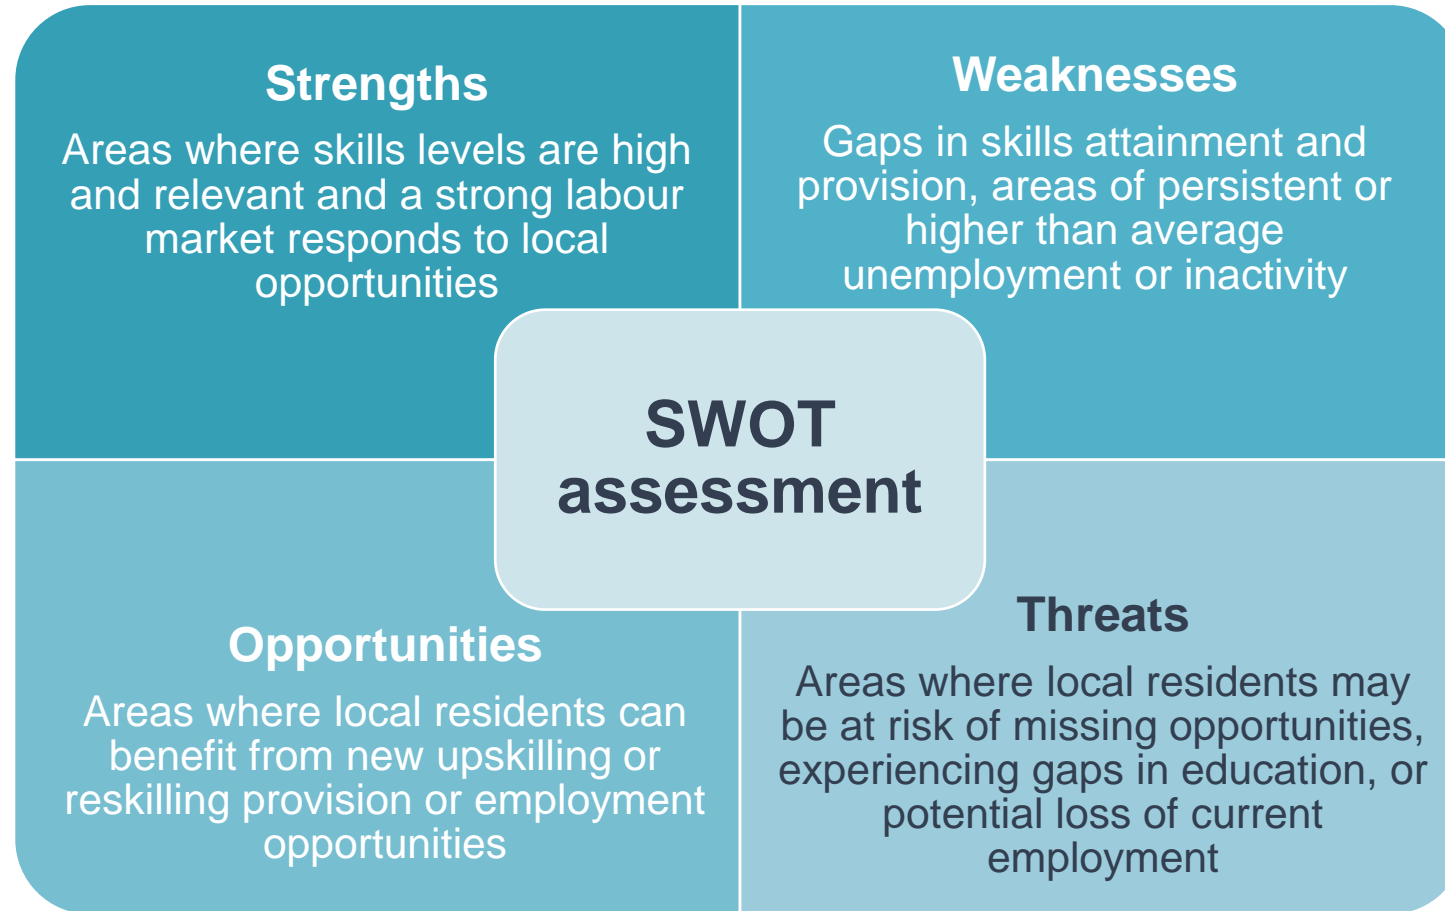 Strengths
Areas where skills levels are high
and relevant and a strong labour
market responds to local
opportunities
Weaknesses
Gaps in skills attainment and
provision, areas of persistent or
higher than average
unemployment or inactivity
SWOT
assessment
Opportunities
Areas where local residents can
benefit from new upskilling or
reskilling provision or employment
opportunities
Threats
Areas where local residents may
be at risk of missing opportunities,
experiencing gaps in education, or
potential loss of current
employment